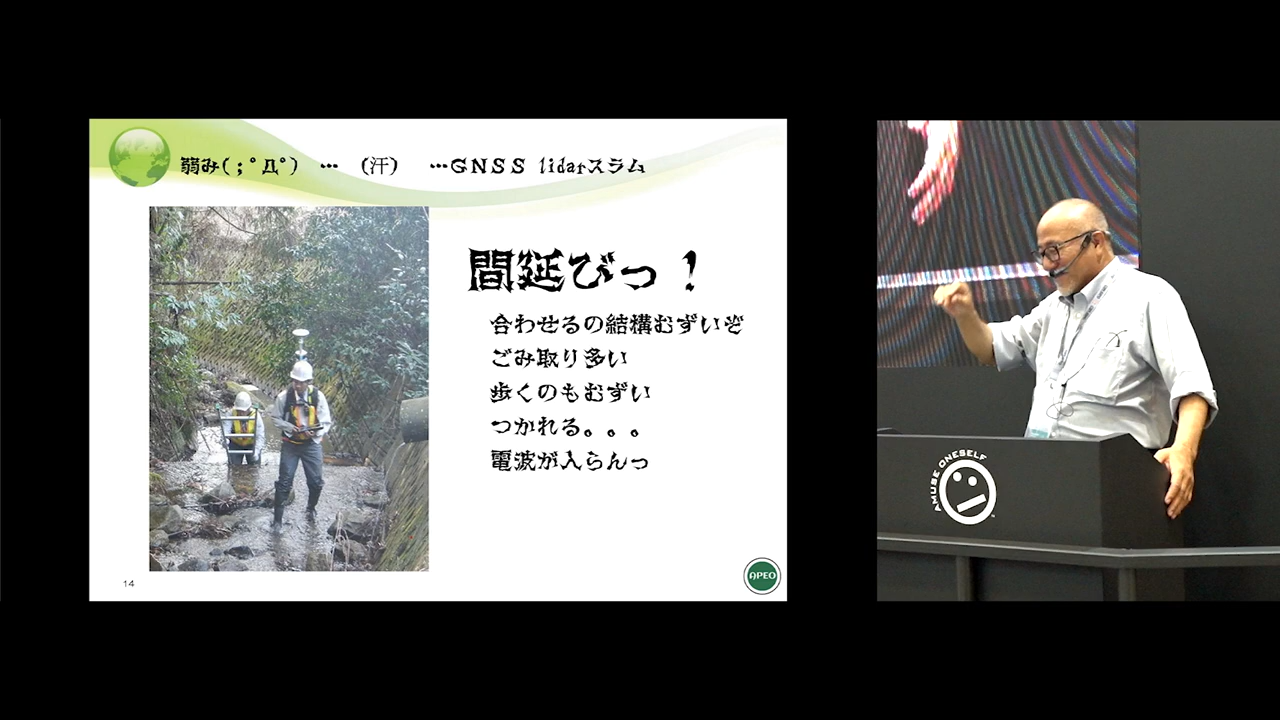 弱み(；ﾟДﾟ)　…　（汗）　…ＧＮＳＳ lidarスラム
間延びっ！
合わせるの結構むずいぞ
ごみ取り多い
歩くのもむずい
つかれる。。。
電波が入らんっ
14
APEO
AMUSE ONESELF